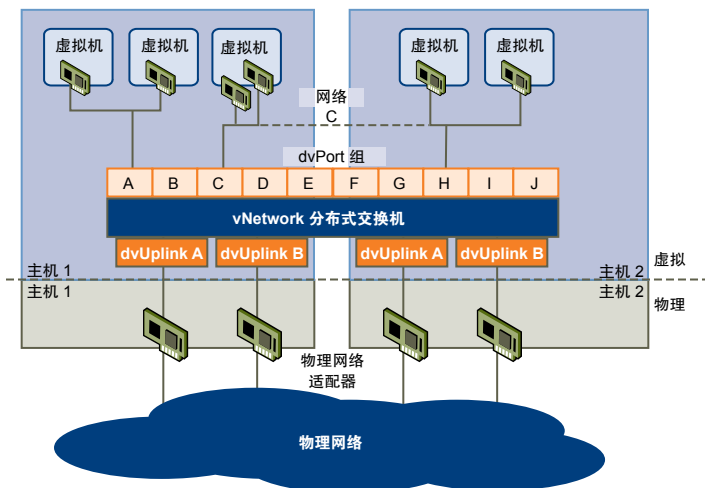 虚拟机
虚拟机
虚拟机
虚拟机
虚拟机
网络
C
dvPort 组
A B C D E F G H I J
vNetwork 分布式交换机
dvUplink A
dvUplink B
dvUplink A
dvUplink B
主机 1
主机 2
虚拟
主机 1
主机 2
物理
物理网络
适配器
物理网络